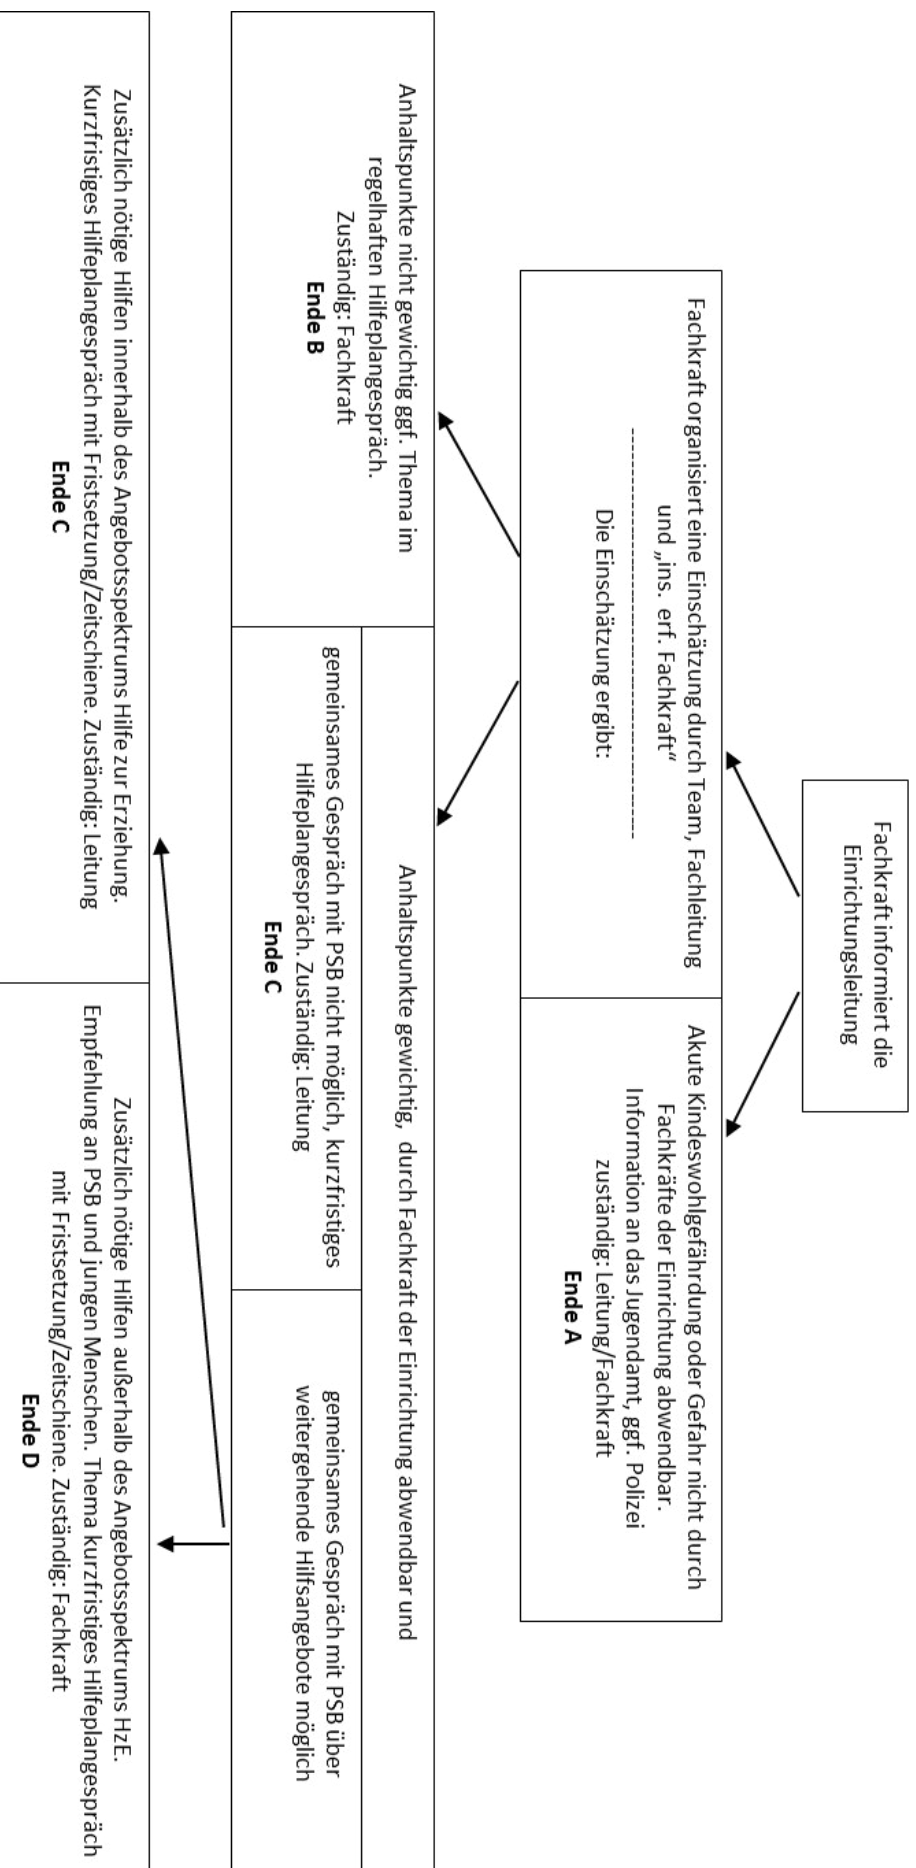 Fachkraft informiert die
Einrichtungsleitung
Fachkraft organisiert eine Einschätzung durch Team, Fachleitung
und „ins. erf. Fachkraft“
-----------------------------------------------
Die Einschätzung ergibt:
Akute Kindeswohlgefährdung oder Gefahr nicht durch
Fachkräfte der Einrichtung abwendbar.
Information an das Jugendamt, ggf. Polizei
zuständig: Leitung/Fachkraft
Ende A
Anhaltspunkte nicht gewichtig ggf. Thema im
regelhaften Hilfeplangespräch.
Zuständig: Fachkraft
Ende B
Anhaltspunkte gewichtig, durch Fachkraft der Einrichtung abwendbar und
gemeinsames Gespräch mit PSB nicht möglich, kurzfristiges
Hilfeplangespräch. Zuständig: Leitung
Ende C
gemeinsames Gespräch mit PSB über
weitergehende Hilfsangebote möglich
Zusätzlich nötige Hilfen innerhalb des Angebotsspektrums Hilfe zur Erziehung.
Kurzfristiges Hilfeplangespräch mit Fristsetzung/Zeitschiene. Zuständig: Leitung
Ende C
Zusätzlich nötige Hilfen außerhalb des Angebotsspektrums HzE.
Empfehlung an PSB und jungen Menschen. Thema kurzfristiges Hilfeplangespräch
mit Fristsetzung/Zeitschiene. Zuständig: Fachkraft
Ende D